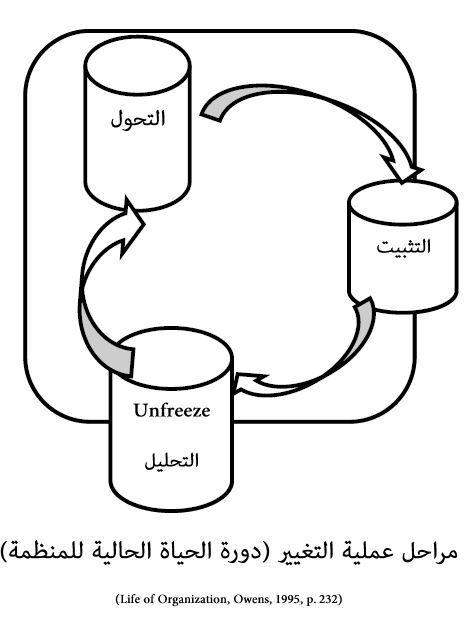 التحول
التثبيت
Unfreeze
التحليل
مراحل عملية التغيير (دورة الحياة الحالية للمنظمة)
(Life of Organization, Owens, 1995, p. 232)